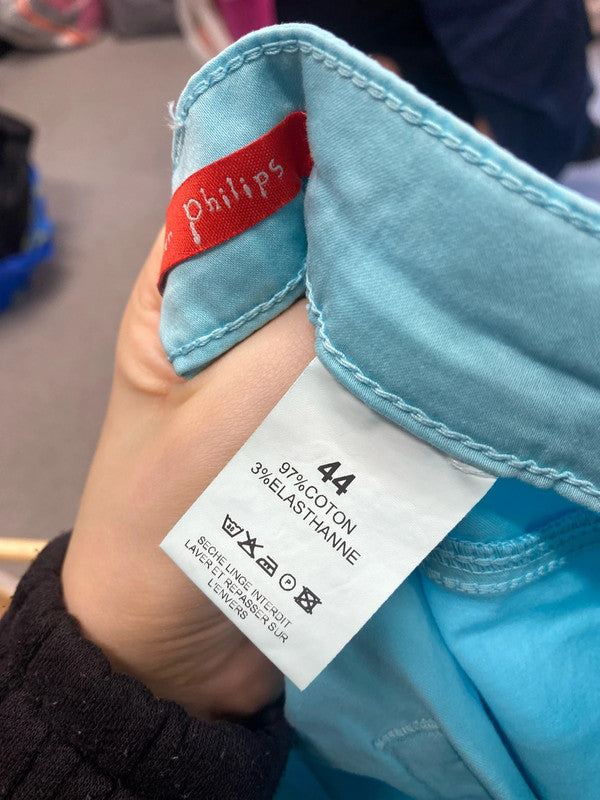 Philips
44
97%COTON
3%ELASTHANNE
SECHE LINGE INTERDIT
LAVER ET REPASSER SUR
L'ENVERS